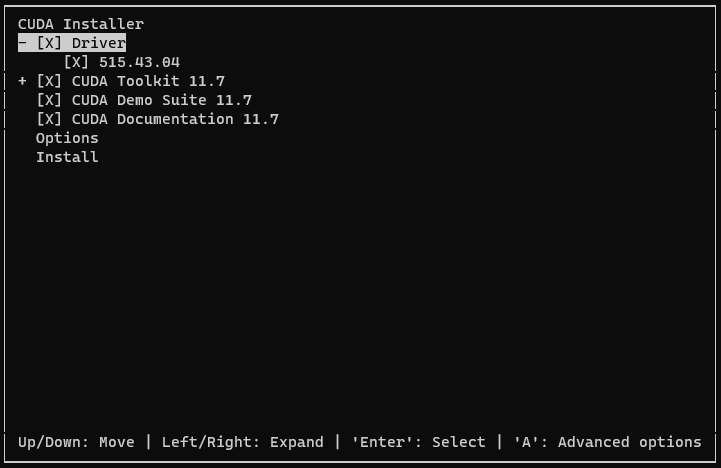 CUDA Installer
- [X] Driver
[X] 515.43.04
+ [X] CUDA Toolkit 11.7
[X] CUDA Demo Suite 11.7
[X] CUDA Documentation 11.7
Options
Install
Up/Down: Move | Left/Right: Expand | 'Enter': Select | 'A': Advanced options